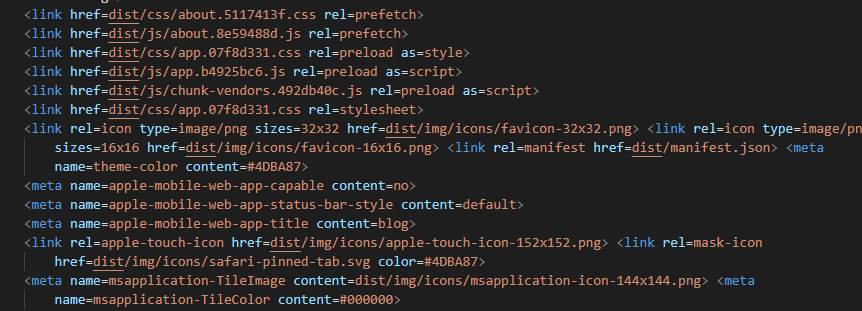 <link href=dist/css/about.5117413f.css rel=prefetch>
<link href=dist/js/about.8e59488d.js rel=prefetch>
<link href=dist/css/app.07f8d331.css rel=preload as=style>
<link href=dist/js/app.b4925bc6.js rel=preload as=script>
<link href=dist/js/chunk-vendors.492db40c.js rel=preload as=script>
<link href=dist/css/app.07f8d331.css rel=stylesheet>
<link rel=icon type=image/png sizes=32x32 href=dist/img/icons/favicon-32x32.png> <link rel=icon type=image/pn
sizes=16x16 href=dist/img/icons/favicon-16x16.png> <link rel=manifest href=dist/manifest.json> <meta
name=theme-color content=#4DBA87>
<meta name=apple-mobile-web-app-capable content=no>
<meta name=apple-mobile-web-app-status-bar-style content=default>
<meta name=apple-mobile-web-app-title content=blog>
<link rel=apple-touch-icon href=dist/img/icons/apple-touch-icon-152x152.png> <link rel=mask-icon
href=dist/img/icons/safari-pinned-tab.svg color=#4DBA87>
<meta name=msapplication-TileImage content=dist/img/icons/msapplication-icon-144x144.png> <meta
name=msapplication-TileColor content=#000000>